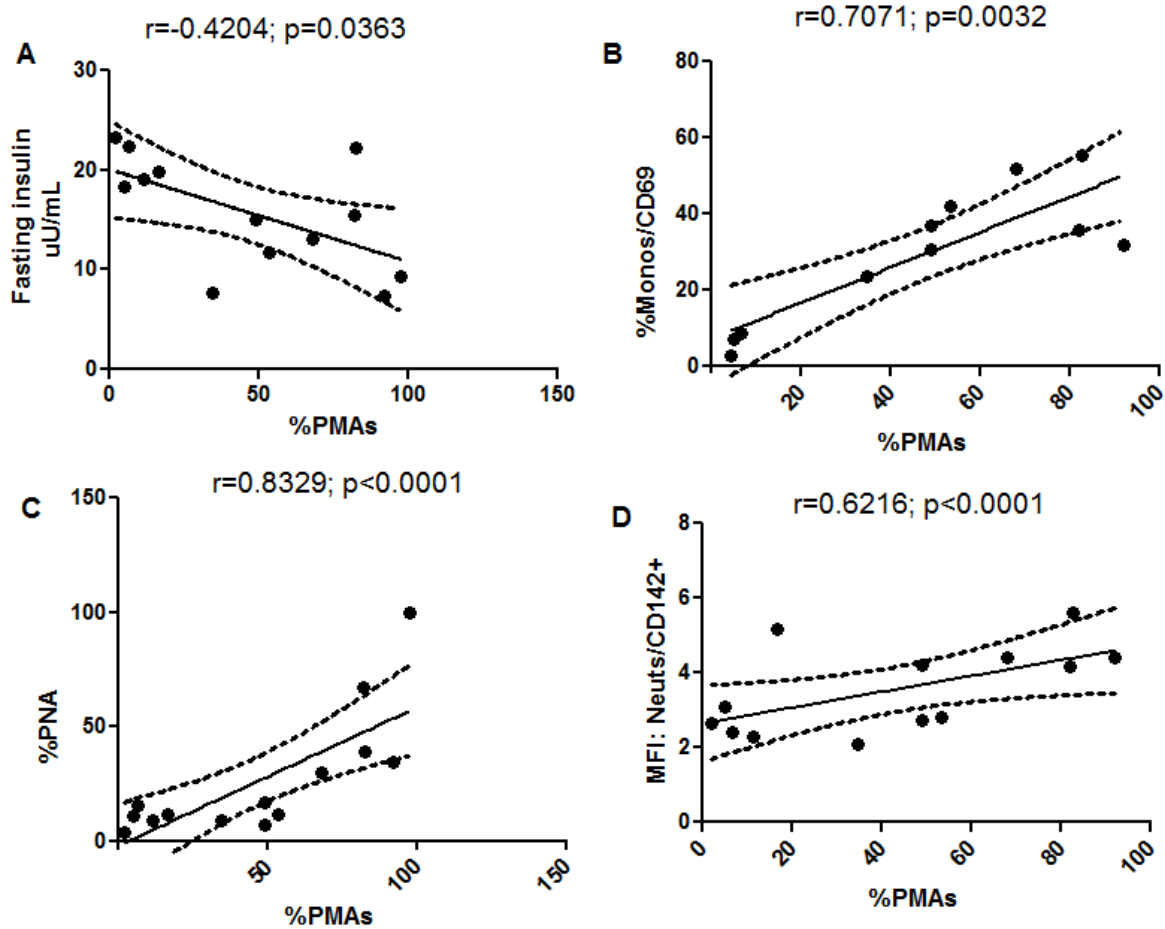 A
r=-0.4204; p=0.0363
Fasting insulin
uU/mL
30
20
10
0
0
50
100
150
%PMAs
B
r=0.7071; p=0.0032
%Monos/CD69
80
60
40
20
0
20
40
60
80
100
%PMAs
C
r=0.8329; p<0.0001
%PNA
150
100
50
0
50
100
150
%PMAs
D
r=0.6216; p<0.0001
MFI: Neuts/CD142+
8
6
4
2
0
0
20
40
60
80
100
%PMAs